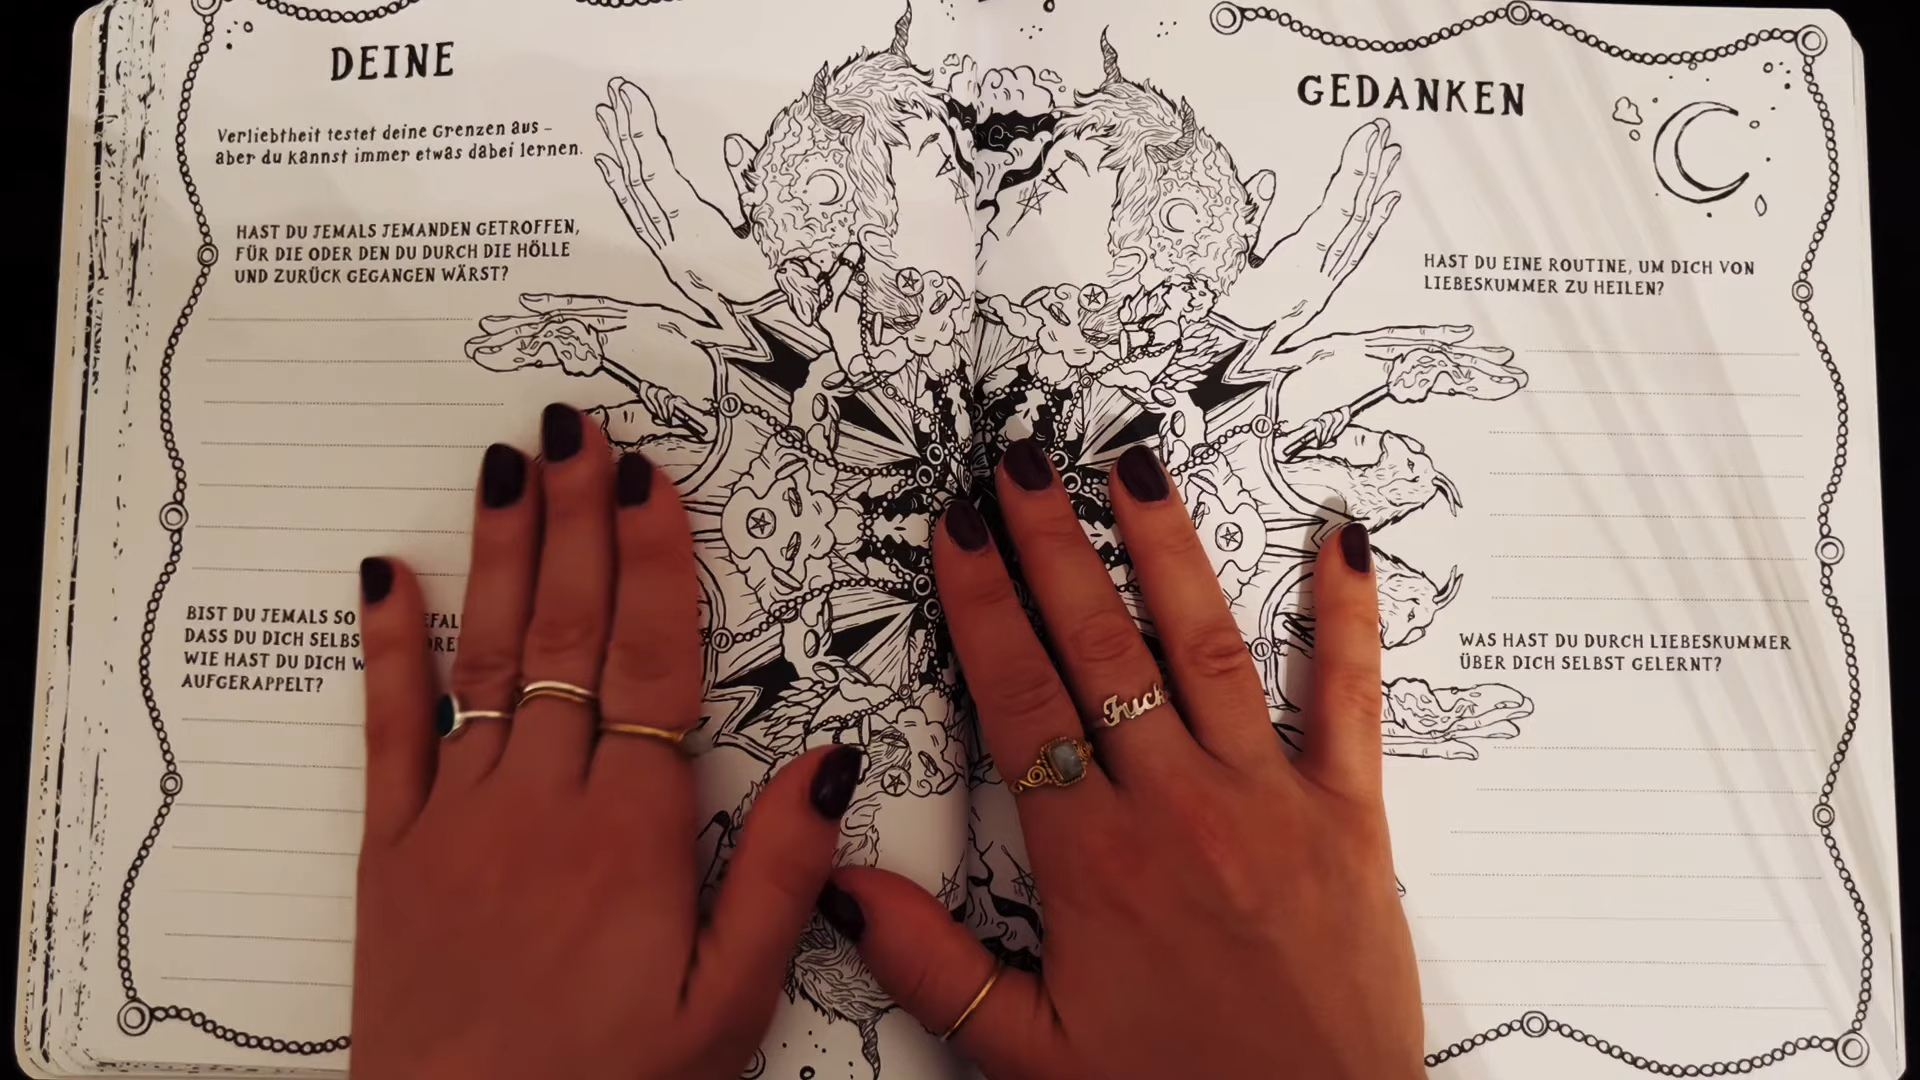 DEINE
Verliebtheit testet deine Grenzen aus –
aber du kannst immer etwas dabei lernen.
HAST DU JEMALS JEMANDEN GETROFFEN,
FÜR DIE ODER DEN DU DURCH DIE HÖLLE
UND ZURÜCK GEGANGEN WÄRST?
BIST DU JEMALS SO
DASS DU DICH
WIE HAST DU DICH
AUFGERAPPELT?
GEDANKEN
HAST DU EINE ROUTINE, UM DICH VON
LIEBESKUMMER ZU HEILEN?
WAS HAST DU DURCH LIEBESKUMMER
ÜBER DICH SELBST GELERNT?
Fuck